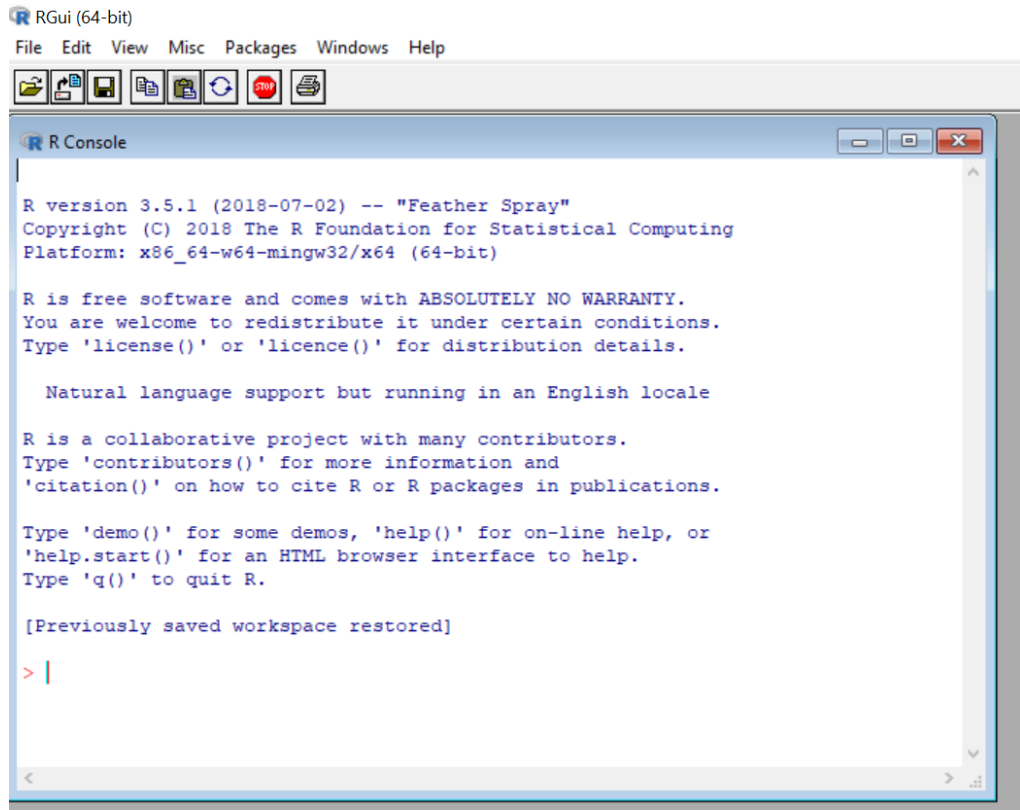 RGui (64-bit)
File Edit View Misc Packages Windows Help
STOP
R Console
R version 3.5.1 (2018-07-02) -- "Feather Spray"
Copyright (C) 2018 The R Foundation for Statistical Computing
Platform: x86_64-w64-mingw32/x64 (64-bit)
R is free software and comes with ABSOLUTELY NO WARRANTY.
You are welcome to redistribute it under certain conditions.
Type 'license()' or 'licence()' for distribution details.
Natural language support but running in an English locale
R is a collaborative project with many contributors.
Type 'contributors()' for more information and
'citation()' on how to cite R or R packages in publications.
Type 'demo()' for some demos, 'help()' for on-line help, or
'help.start()' for an HTML browser interface to help.
Type 'q()' to quit R.
[Previously saved workspace restored]
>